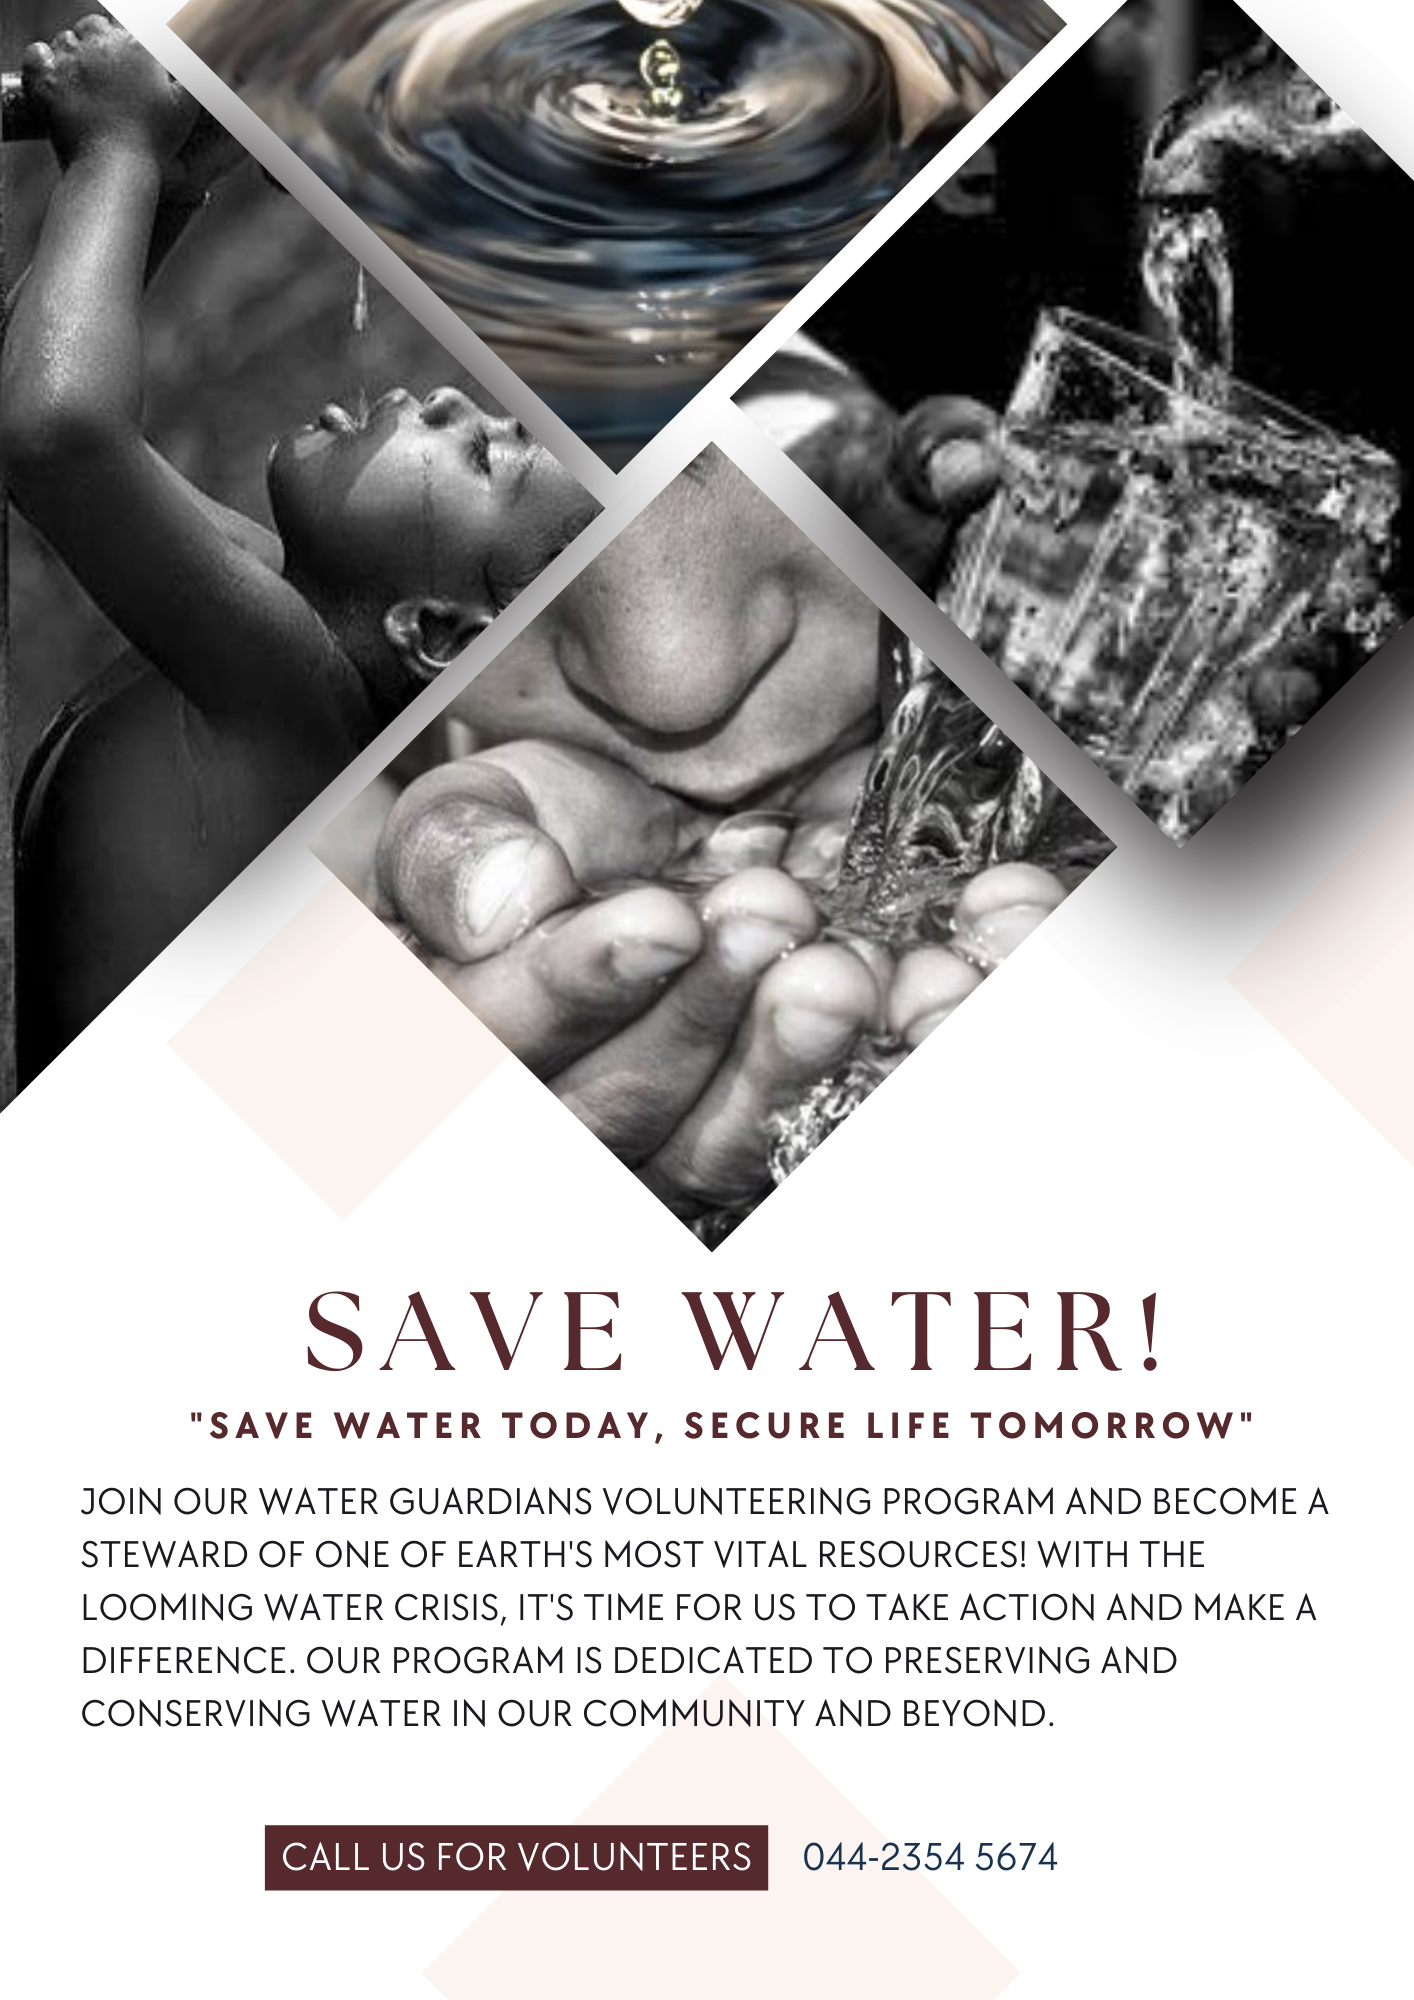 SAVE WATER!
"SAVE WATER TODAY, SECURE LIFE TOMORROW"
JOIN OUR WATER GUARDIANS VOLUNTEERING PROGRAM AND BECOME A
STEWARD OF ONE OF EARTH'S MOST VITAL RESOURCES! WITH THE
LOOMING WATER CRISIS, IT'S TIME FOR US TO TAKE ACTION AND MAKE A
DIFFERENCE. OUR PROGRAM IS DEDICATED TO PRESERVING AND
CONSERVING WATER IN OUR COMMUNITY AND BEYOND.
CALL US FOR VOLUNTEERS 044-2354 5674